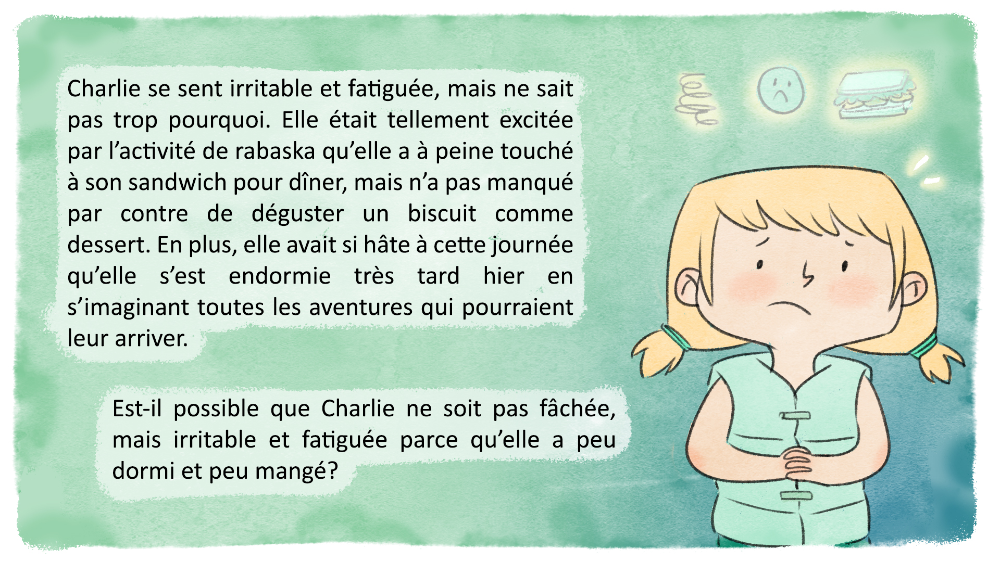 Charlie se sent irritable et fatiguée, mais ne sait
pas trop pourquoi. Elle était tellement excitée
par l’activité de rabaska qu’elle a à peine touché
à son sandwich pour dîner, mais n’a pas manqué
par contre de déguster un biscuit comme
dessert. En plus, elle avait si hâte à cette journée
qu’elle s’est endormie très tard hier en
s’imaginant toutes les aventures qui pourraient
leur arriver.
Est-il possible que Charlie ne soit pas fâchée,
mais irritable et fatiguée parce qu’elle a peu
dormi et peu mangé?